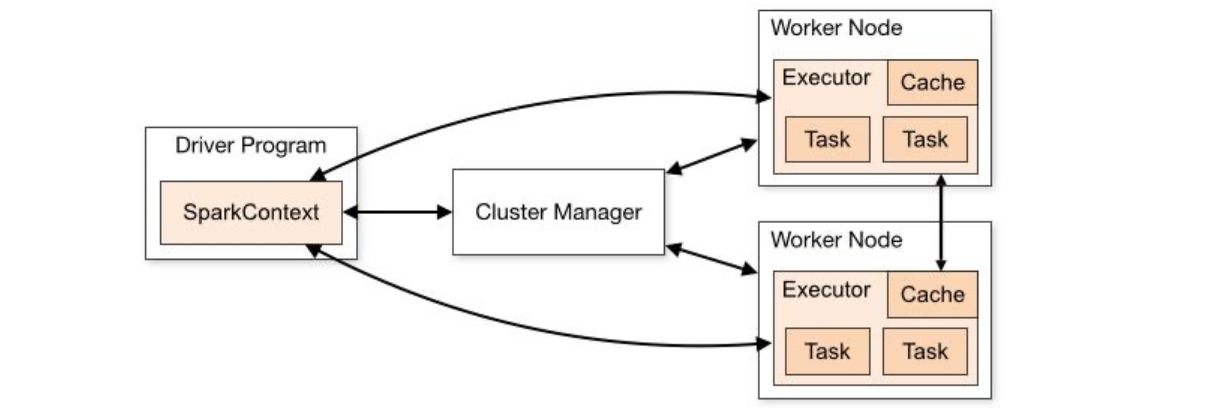 Driver Program
SparkContext
Cluster Manager
Worker Node
Executor
Cache
Task
Task
Worker Node
Executor
Cache
Task
Task